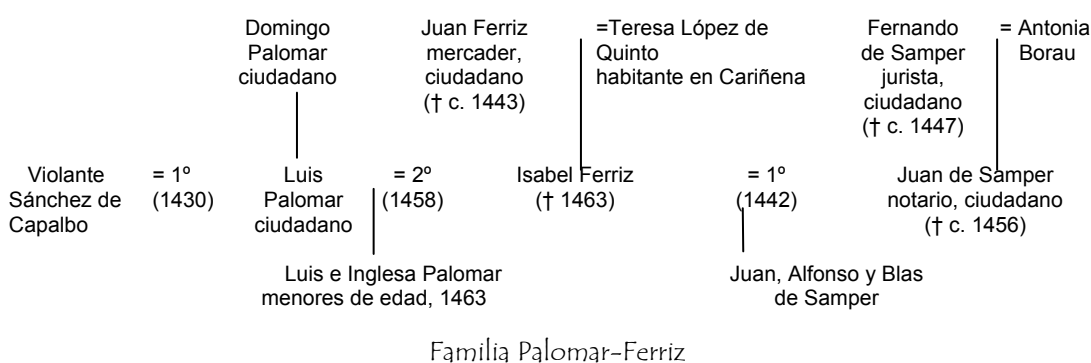 Domingo
Palomar
ciudadano
Juan Ferriz
mercader,
ciudadano
(† c. 1443)
=Teresa López de
Quinto
habitante en Cariñena
Fernando
de Samper
jurista,
ciudadano
(† c. 1447)
= Antonia
Borau
Violante
Sánchez de
Capalbo
= 1º
(1430)
Luis
Palomar
ciudadano
= 2º
(1458)
Isabel Ferriz
(† 1463)
= 1º
(1442)
Juan de Samper
notario, ciudadano
(† c. 1456)
Luis e Inglesa Palomar
menores de edad, 1463
Juan, Alfonso y Blas
de Samper
Familia Palomar-Ferriz